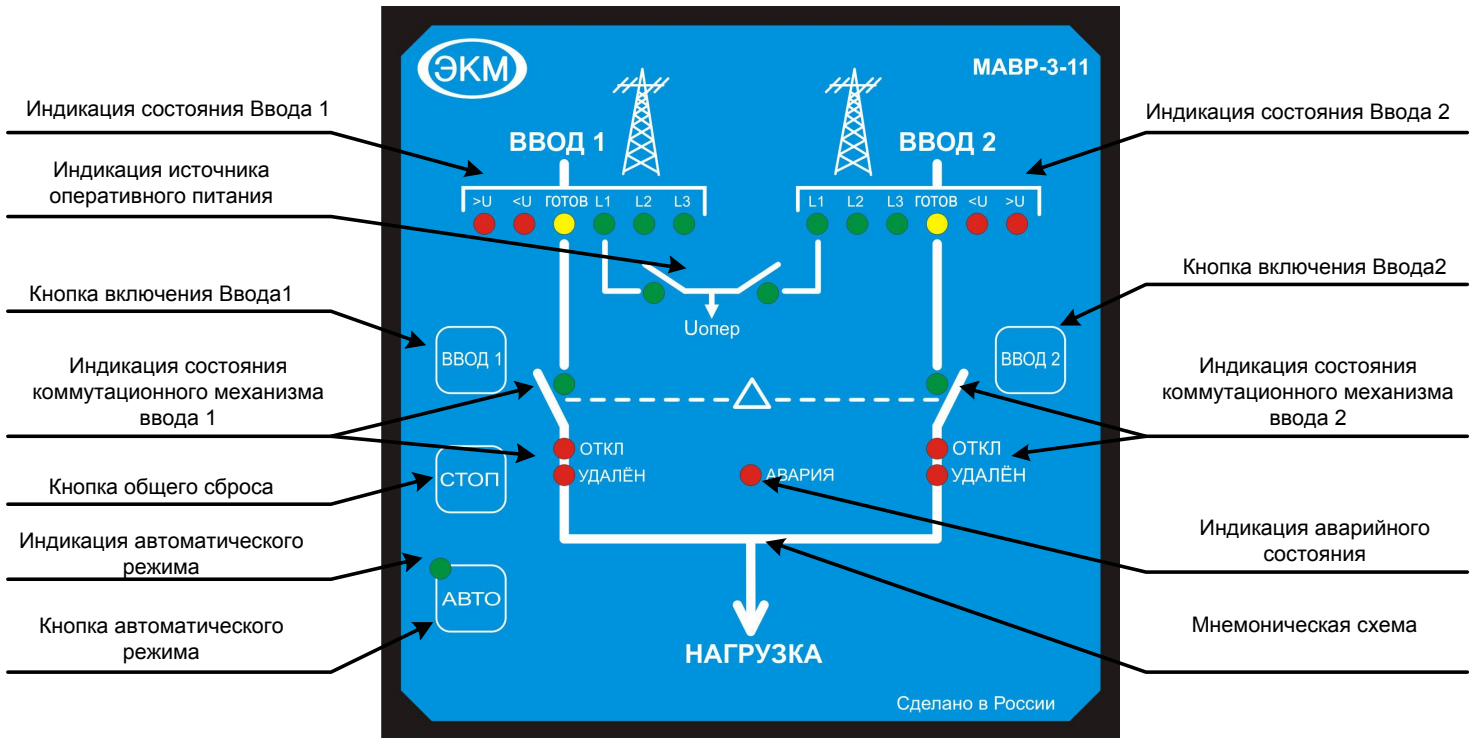 ЭКМ
МАВР-3-11
Индикация состояния Ввода 1
Индикация источника
оперативного питания
Кнопка включения Ввода1
Индикация состояния
коммутационного механизма
ввода 1
Кнопка общего сброса
Индикация автоматического
режима
Кнопка автоматического
режима
ВВОД 1
ВВОД 2
>U <U ГОТОВ L1 L2 L3
L1 L2 L3 ГОТОВ <U >U
Uопер
ВВОД 1
ВВОД 2
ОТКЛ
УДАЛЁН
ОТКЛ
УДАЛЁН
СТОП
АВАРИЯ
АВТО
НАГРУЗКА
Сделано в России
Индикация состояния Ввода 2
Кнопка включения Ввода2
Индикация состояния
коммутационного механизма
ввода 2
Индикация аварийного
состояния
Мнемоническая схема